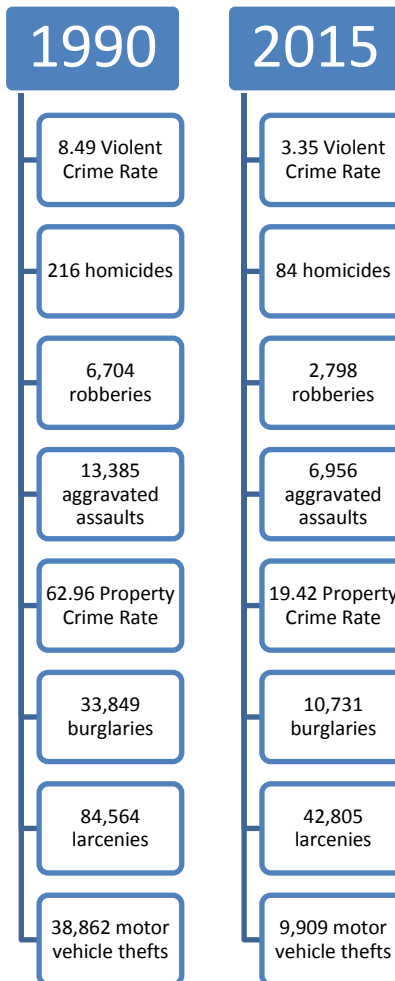 1990
8.49 Violent
Crime Rate
216 homicides
6,704
robberies
13,385
aggravated
assaults
62.96 Property
Crime Rate
33,849
burglaries
84,564
larcenies
38,862 motor
vehicle thefts
2015
3.35 Violent
Crime Rate
84 homicides
2,798
robberies
6,956
aggravated
assaults
19.42 Property
Crime Rate
10,731
burglaries
42,805
larcenies
9,909 motor
vehicle thefts